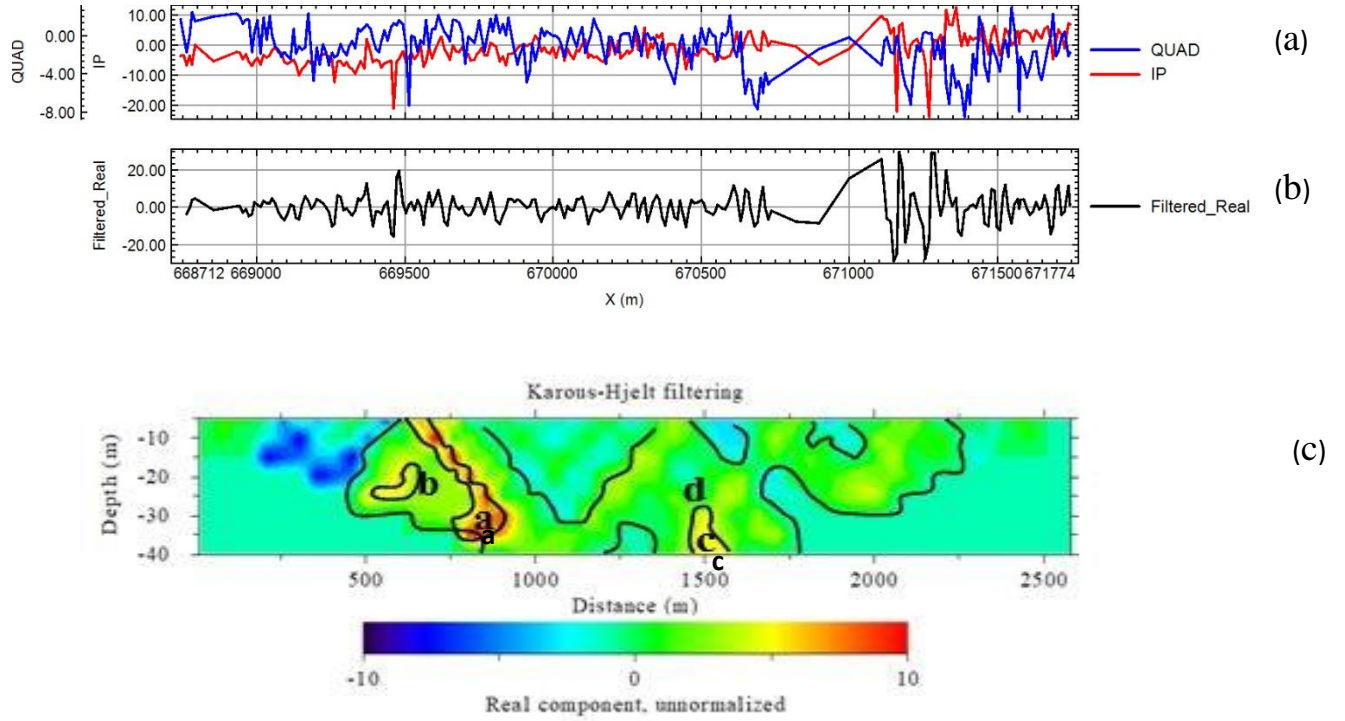 10.00
0.00
0.00
-10.00
-4.00
-20.00
-8.00
QUAD
IP
QUAD
IP
(a)
20.00
0.00
-20.00
Filtered_Real
Filtered_Real
(b)
668712 669000 669500 670000 670500 671000 671500 671774
X (m)
Karous-Hjelt filtering
-10
-20
-30
-40
Depth (m)
b
a
a
d
c
c
(c)
500 1000 1500 2000 2500
Distance (m)
-10 0 10
Real component, unnormalized